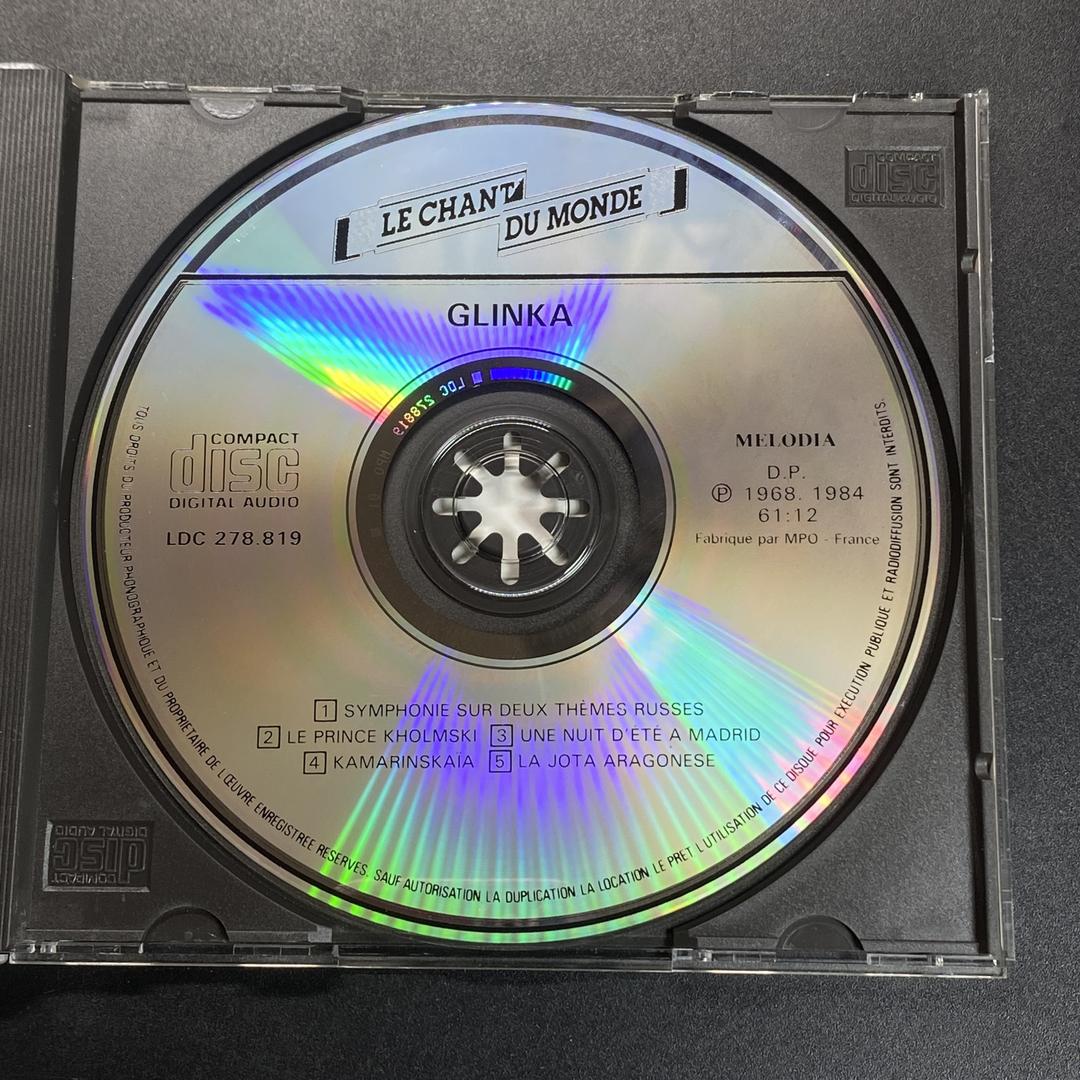 LE CHANT
DU MONDE
GLINKA
COMPACT
disc
DIGITAL AUDIO
LDC 278.819
MELODIA
D.P.
℗ 1968. 1984
61:12
Fabriqué par MPO - France
1 SYMPHONIE SUR DEUX THÈMES RUSSES
2 LE PRINCE KHOLMSKI 3 UNE NUIT D'ÉTÉ A MADRID
4 KAMARINSKAÏA 5 LA JOTA ARAGONESE
TOUS DROITS DU PRODUCTEUR PHONOGRAPHIQUE ET DU PROPRIETAIRE DE L'ŒUVRE ENREGISTREE RESERVES. SAUF AUTORISATION LA DUPLICATION LA LOCATION LE PRET L'UTILISATION DE CE DISQUE POUR EXECUTION PUBLIQUE ET RADIODIFFUSION SONT INTERDITS.
LDC 278819
COMPACT
disc
DIGITAL AUDIO
COMPACT
disc
DIGITAL AUDIO